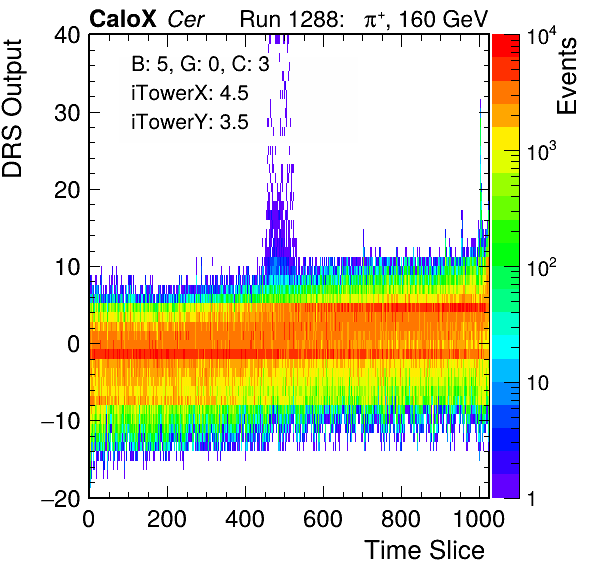 CaloX Cer Run 1288: π⁺, 160 GeV
B: 5, G: 0, C: 3
iTowerX: 4.5
iTowerY: 3.5
DRS Output
40
30
20
10
0
−10
−20
0 200 400 600 800 1000
Time Slice
Events
10⁴
10³
10²
10
1